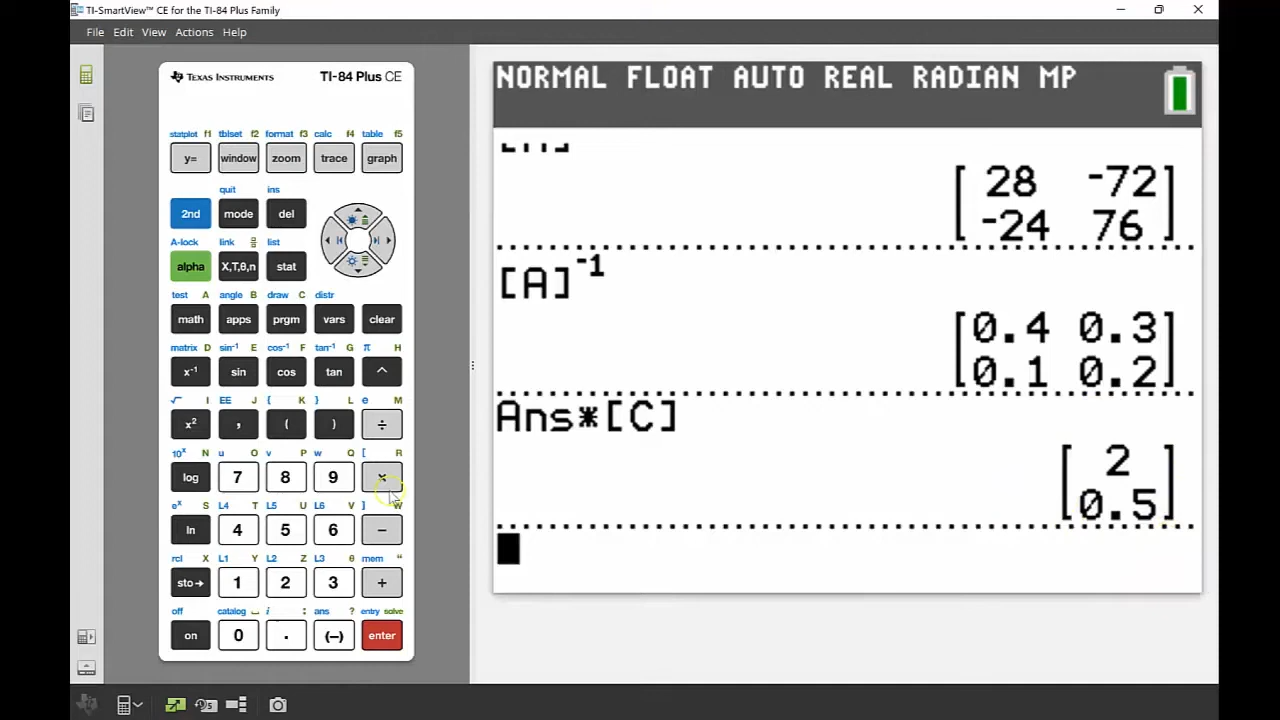 TI-SmartView™ CE for the TI-84 Plus Family
File Edit View Actions Help
TEXAS INSTRUMENTS TI-84 Plus CE
statplot f1 tblset f2 format f3 calc f4 table f5
y= window zoom trace graph
quit ins
2nd mode del
A-lock link list
alpha X,T,θ,n stat
test A angle B draw C distr
math apps prgm vars clear
matrix D sin⁻¹ E cos⁻¹ F tan⁻¹ G π H
x⁻¹ sin cos tan ^
√ I EE J { K } L e M
x² , ( ) ÷
10ˣ N u O v P w Q [ R
log 7 8 9 ×
eˣ S L4 T L5 U L6 V ] W
ln 4 5 6 −
rcl X L1 Y L2 Z L3 θ mem “
sto→ 1 2 3 +
off catalog i : ans ? entry solve
on 0 . (−) enter
NORMAL FLOAT AUTO REAL RADIAN MP
[28 -72]
[-24 76]
[A]⁻¹
[0.4 0.3]
[0.1 0.2]
Ans*[C]
[2]
[0.5]